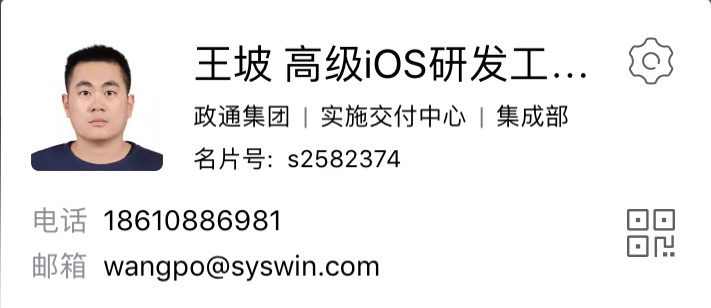 王坡 高级iOS研发工...
政通集团 | 实施交付中心 | 集成部
名片号: s2582374
电话 18610886981
邮箱 wangpo@syswin.com